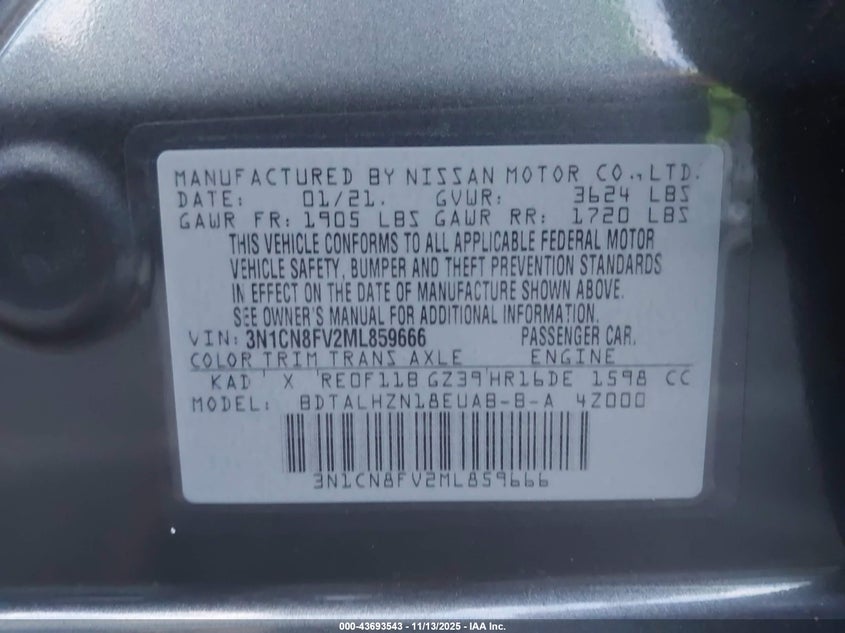 MANUFACTURED BY NISSAN MOTOR CO., LTD.
DATE: 01/21. GVWR: 3624 LBS
GAWR FR: 1905 LBS GAWR RR: 1720 LBS
THIS VEHICLE CONFORMS TO ALL APPLICABLE FEDERAL MOTOR
VEHICLE SAFETY, BUMPER AND THEFT PREVENTION STANDARDS
IN EFFECT ON THE DATE OF MANUFACTURE SHOWN ABOVE.
SEE OWNER'S MANUAL FOR ADDITIONAL INFORMATION.
VIN: 3N1CN8FV2ML859666 PASSENGER CAR.
COLOR TRIM TRANS AXLE ENGINE
KAD X RE0F11B GZ39 HR16DE 1598 CC
MODEL: BDTALHZN18EUAB-B-A 4Z000
3N1CN8FV2ML859666
000-43693543 - 11/13/2025 - IAA Inc.